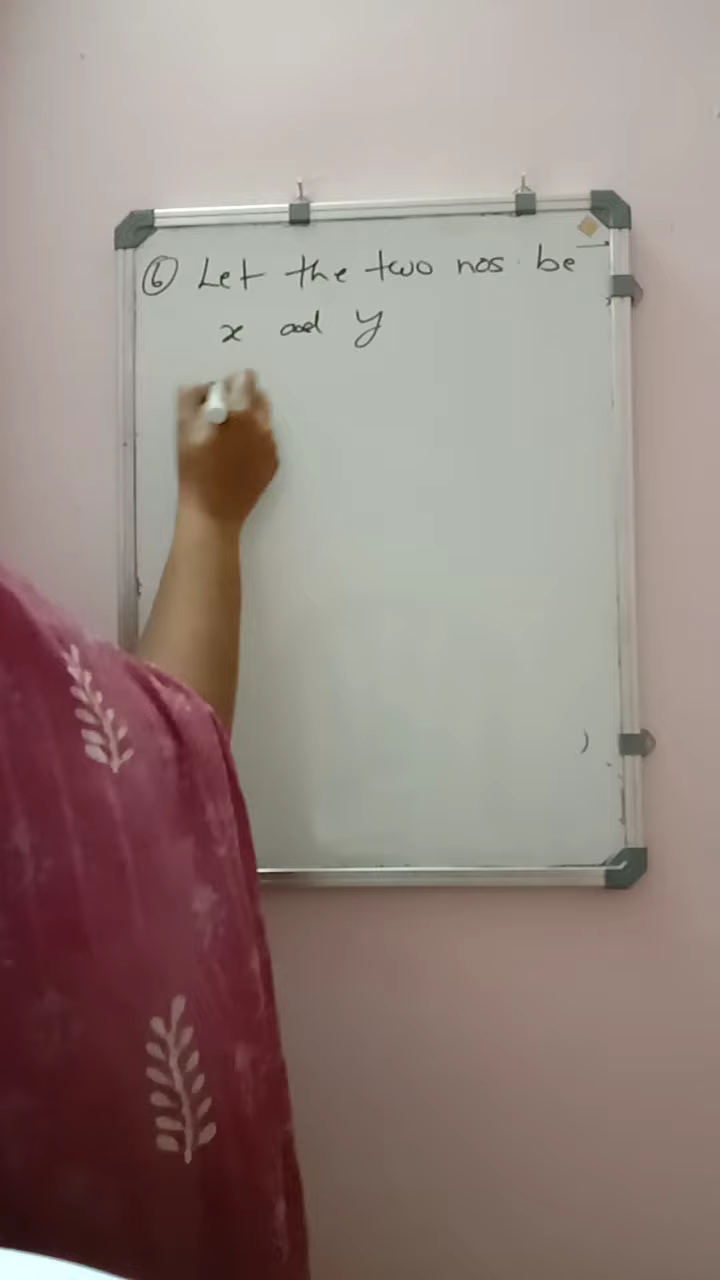 ⑥ Let the two nos. be
x and y